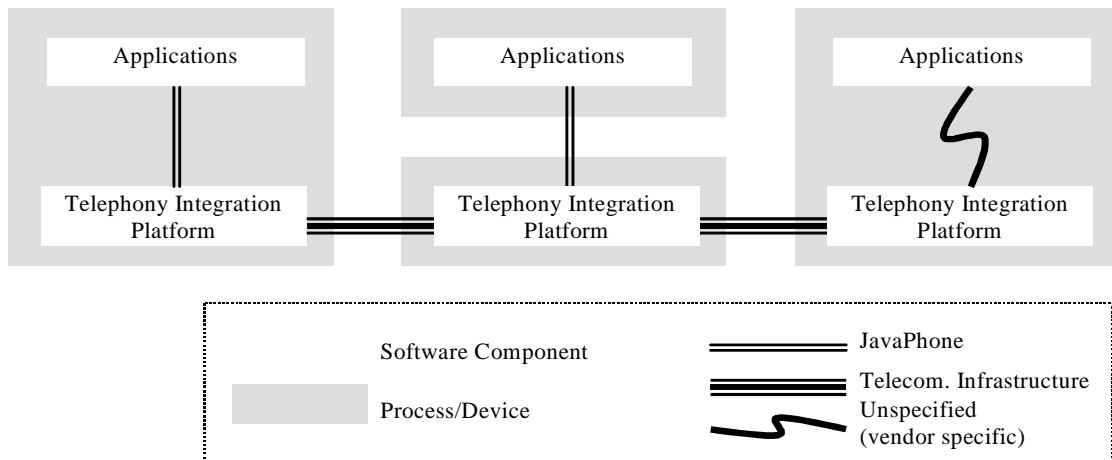 Applications
Applications
Applications
Telephony Integration
Platform
Telephony Integration
Platform
Telephony Integration
Platform
Software Component
Process/Device
JavaPhone
Telecom. Infrastructure
Unspecified
(vendor specific)